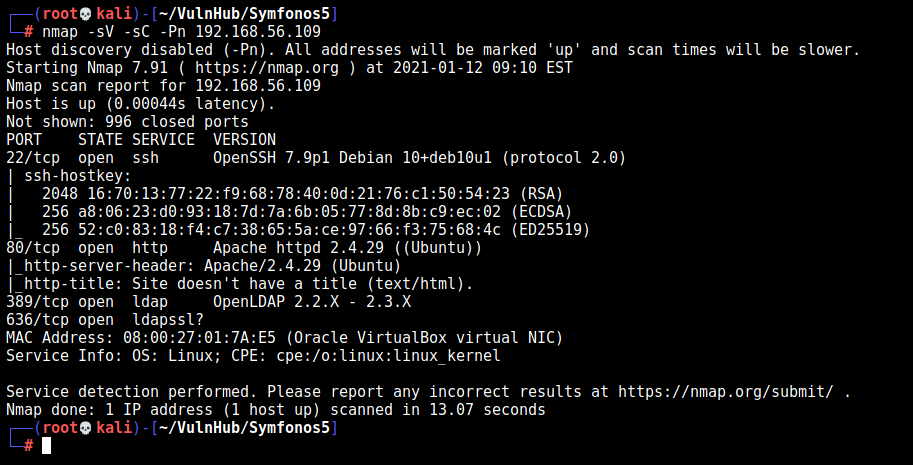 ┌──(root💀kali)-[~/VulnHub/Symfonos5]
└─# nmap -sV -sC -Pn 192.168.56.109
Host discovery disabled (-Pn). All addresses will be marked 'up' and scan times will be slower.
Starting Nmap 7.91 ( https://nmap.org ) at 2021-01-12 09:10 EST
Nmap scan report for 192.168.56.109
Host is up (0.00044s latency).
Not shown: 996 closed ports
PORT    STATE SERVICE  VERSION
22/tcp  open  ssh      OpenSSH 7.9p1 Debian 10+deb10u1 (protocol 2.0)
| ssh-hostkey:
|   2048 16:70:13:77:22:f9:68:78:40:0d:21:76:c1:50:54:23 (RSA)
|   256 a8:06:23:d0:93:18:7d:7a:6b:05:77:8d:8b:c9:ec:02 (ECDSA)
|_  256 52:c0:83:18:f4:c7:38:65:5a:ce:97:66:f3:75:68:4c (ED25519)
80/tcp  open  http     Apache httpd 2.4.29 ((Ubuntu))
|_http-server-header: Apache/2.4.29 (Ubuntu)
|_http-title: Site doesn't have a title (text/html).
389/tcp open  ldap     OpenLDAP 2.2.X - 2.3.X
636/tcp open  ldapssl?
MAC Address: 08:00:27:01:7A:E5 (Oracle VirtualBox virtual NIC)
Service Info: OS: Linux; CPE: cpe:/o:linux:linux_kernel

Service detection performed. Please report any incorrect results at https://nmap.org/submit/ .
Nmap done: 1 IP address (1 host up) scanned in 13.07 seconds
┌──(root💀kali)-[~/VulnHub/Symfonos5]
└─#